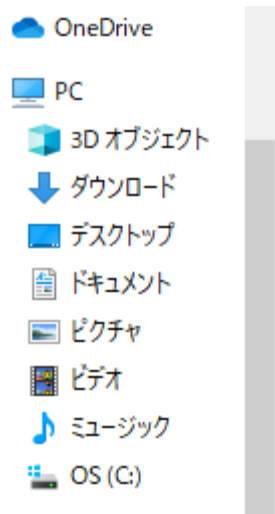 OneDrive
PC
3D オブジェクト
ダウンロード
デスクトップ
ドキュメント
ピクチャ
ビデオ
ミュージック
OS (C:)